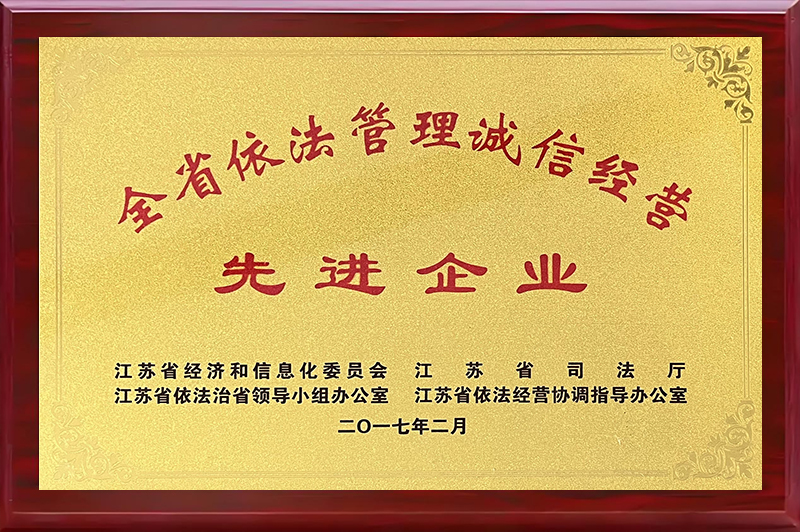 全省依法管理诚信经营
先进企业
江苏省经济和信息化委员会 江苏省司法厅
江苏省依法治省领导小组办公室 江苏省依法经营协调指导办公室
二〇一七年二月